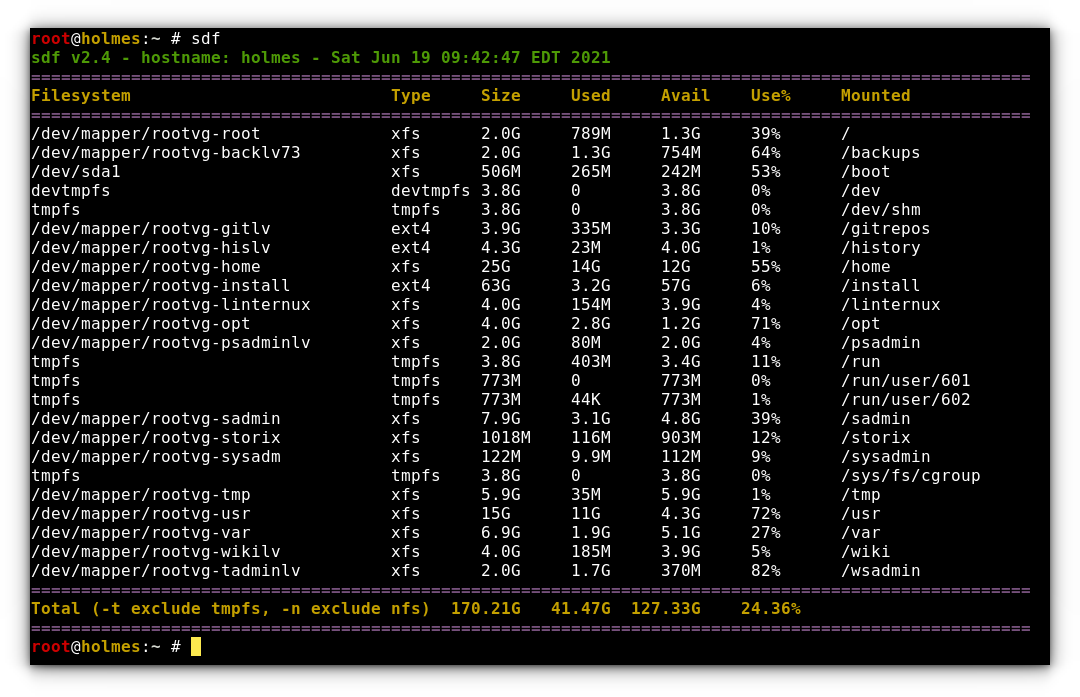 root@holmes:~ # sdf
sdf v2.4 - hostname: holmes - Sat Jun 19 09:42:47 EDT 2021
====================================================================================================
Filesystem                          Type     Size     Used     Avail    Use%     Mounted
====================================================================================================
/dev/mapper/rootvg-root             xfs      2.0G     789M     1.3G     39%      /
/dev/mapper/rootvg-backlv73         xfs      2.0G     1.3G     754M     64%      /backups
/dev/sda1                           xfs      506M     265M     242M     53%      /boot
devtmpfs                            devtmpfs 3.8G     0        3.8G     0%       /dev
tmpfs                               tmpfs    3.8G     0        3.8G     0%       /dev/shm
/dev/mapper/rootvg-gitlv            ext4     3.9G     335M     3.3G     10%      /gitrepos
/dev/mapper/rootvg-hislv            ext4     4.3G     23M      4.0G     1%       /history
/dev/mapper/rootvg-home             xfs      25G      14G      12G      55%      /home
/dev/mapper/rootvg-install          ext4     63G      3.2G     57G      6%       /install
/dev/mapper/rootvg-linternux        xfs      4.0G     154M     3.9G     4%       /linternux
/dev/mapper/rootvg-opt              xfs      4.0G     2.8G     1.2G     71%      /opt
/dev/mapper/rootvg-psadminlv        xfs      2.0G     80M      2.0G     4%       /psadmin
tmpfs                               tmpfs    3.8G     403M     3.4G     11%      /run
tmpfs                               tmpfs    773M     0        773M     0%       /run/user/601
tmpfs                               tmpfs    773M     44K      773M     1%       /run/user/602
/dev/mapper/rootvg-sadmin           xfs      7.9G     3.1G     4.8G     39%      /sadmin
/dev/mapper/rootvg-storix           xfs      1018M    116M     903M     12%      /storix
/dev/mapper/rootvg-sysadm           xfs      122M     9.9M     112M     9%       /sysadmin
tmpfs                               tmpfs    3.8G     0        3.8G     0%       /sys/fs/cgroup
/dev/mapper/rootvg-tmp              xfs      5.9G     35M      5.9G     1%       /tmp
/dev/mapper/rootvg-usr              xfs      15G      11G      4.3G     72%      /usr
/dev/mapper/rootvg-var              xfs      6.9G     1.9G     5.1G     27%      /var
/dev/mapper/rootvg-wikilv           xfs      4.0G     185M     3.9G     5%       /wiki
/dev/mapper/rootvg-tadminlv         xfs      2.0G     1.7G     370M     82%      /wsadmin
====================================================================================================
Total (-t exclude tmpfs, -n exclude nfs)  170.21G   41.47G  127.33G    24.36%
====================================================================================================
root@holmes:~ #